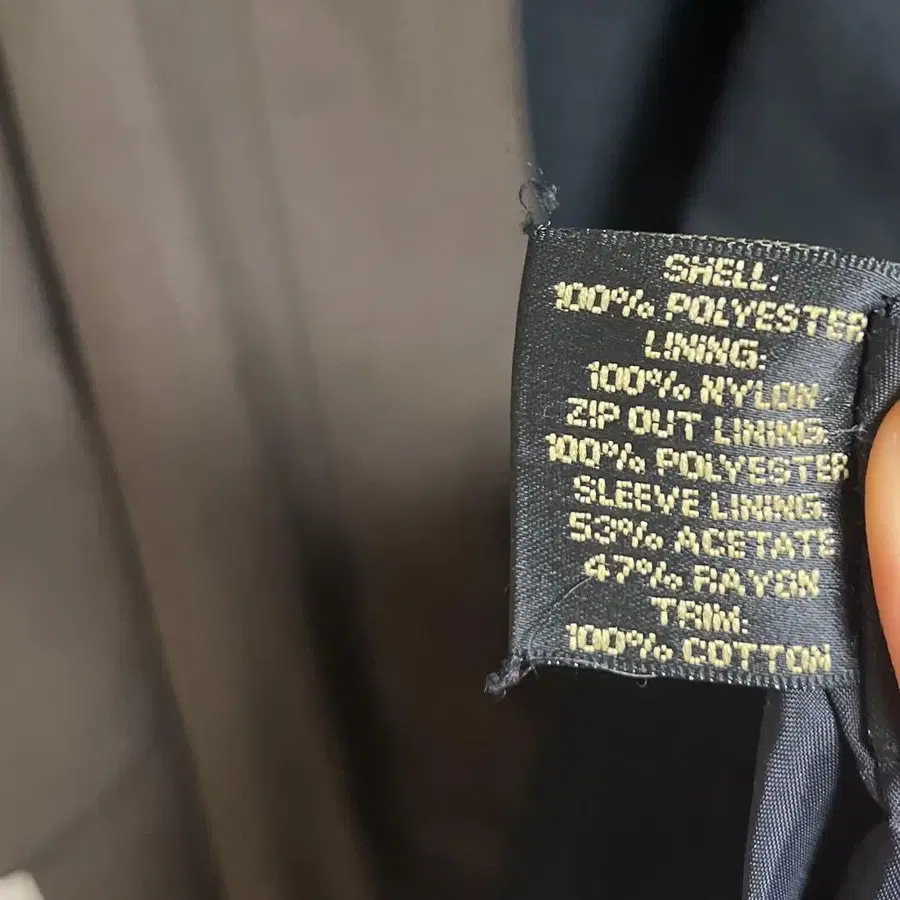 SHELL:
100% POLYESTER
LINING:
100% NYLON
ZIP OUT LINING:
100% POLYESTER
SLEEVE LINING:
53% ACETATE
47% RAYON
TRIM:
100% COTTON